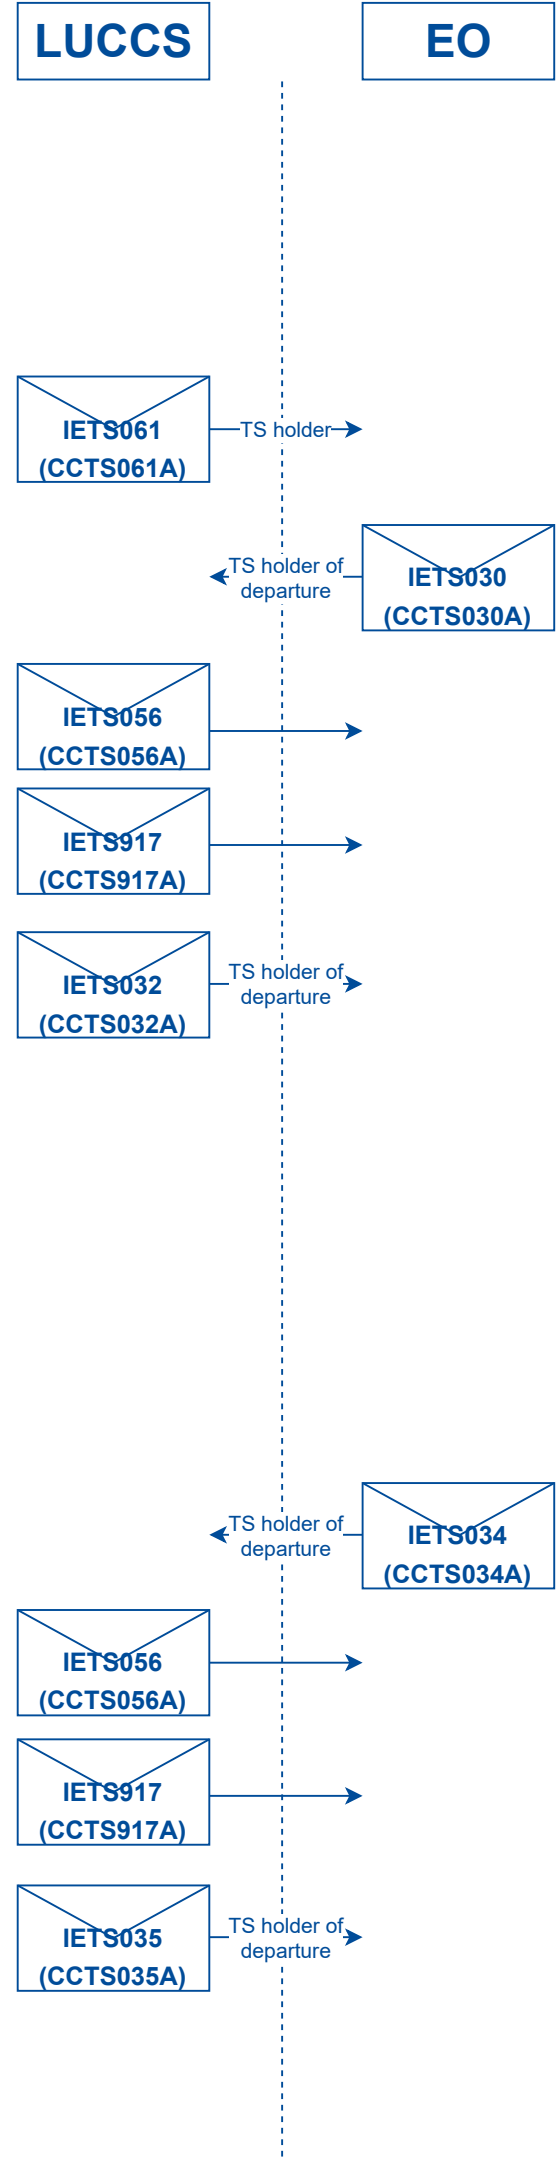 LUCCS
EO
IETS061
(CCTS061A)
TS holder
TS holder of
departure
IETS030
(CCTS030A)
IETS056
(CCTS056A)
IETS917
(CCTS917A)
IETS032
(CCTS032A)
TS holder of
departure
TS holder of
departure
IETS034
(CCTS034A)
IETS056
(CCTS056A)
IETS917
(CCTS917A)
IETS035
(CCTS035A)
TS holder of
departure